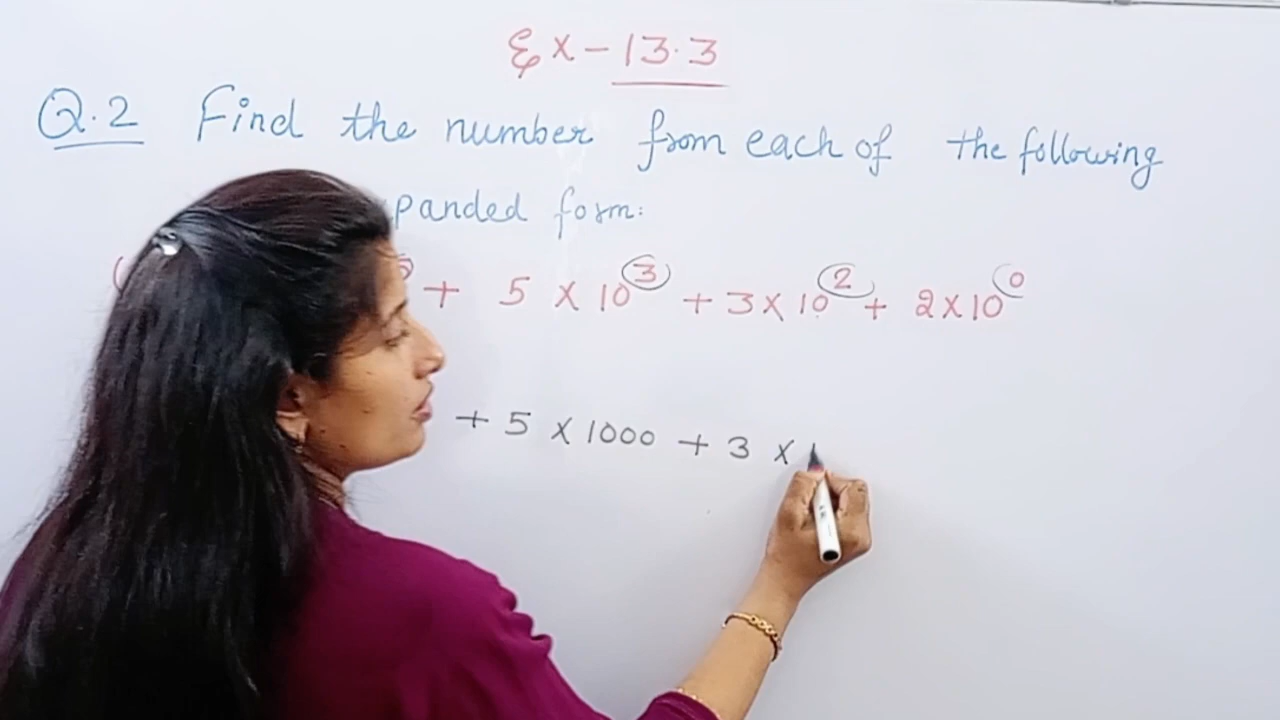 Ex-13.3
Q.2 Find the number from each of the following
panded form:
+ 5 x 10³ + 3 x 10² + 2 x 10⁰
+ 5 x 1000 + 3 x